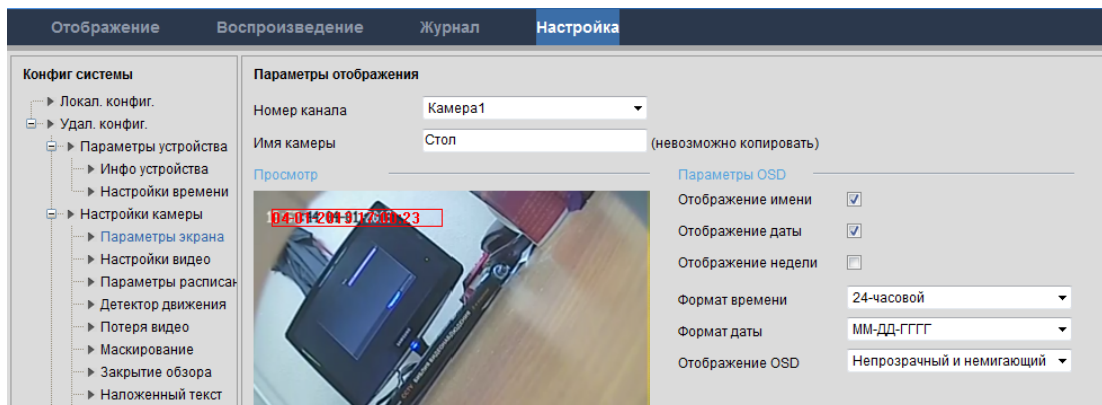 Отображение Воспроизведение Журнал Настройка
Конфиг системы
Локал. конфиг.
Удал. конфиг.
Параметры устройства
Инфо устройства
Настройки времени
Настройки камеры
Параметры экрана
Настройки видео
Параметры расписан
Детектор движения
Потеря видео
Маскирование
Закрытие обзора
Наложенный текст
Параметры отображения
Номер канала Камера1
Имя камеры Стол (невозможно копировать)
Просмотр
Параметры OSD
Отображение имени
Отображение даты
Отображение недели
Формат времени 24-часовой
Формат даты ММ-ДД-ГГГГ
Отображение OSD Непрозрачный и немигающий